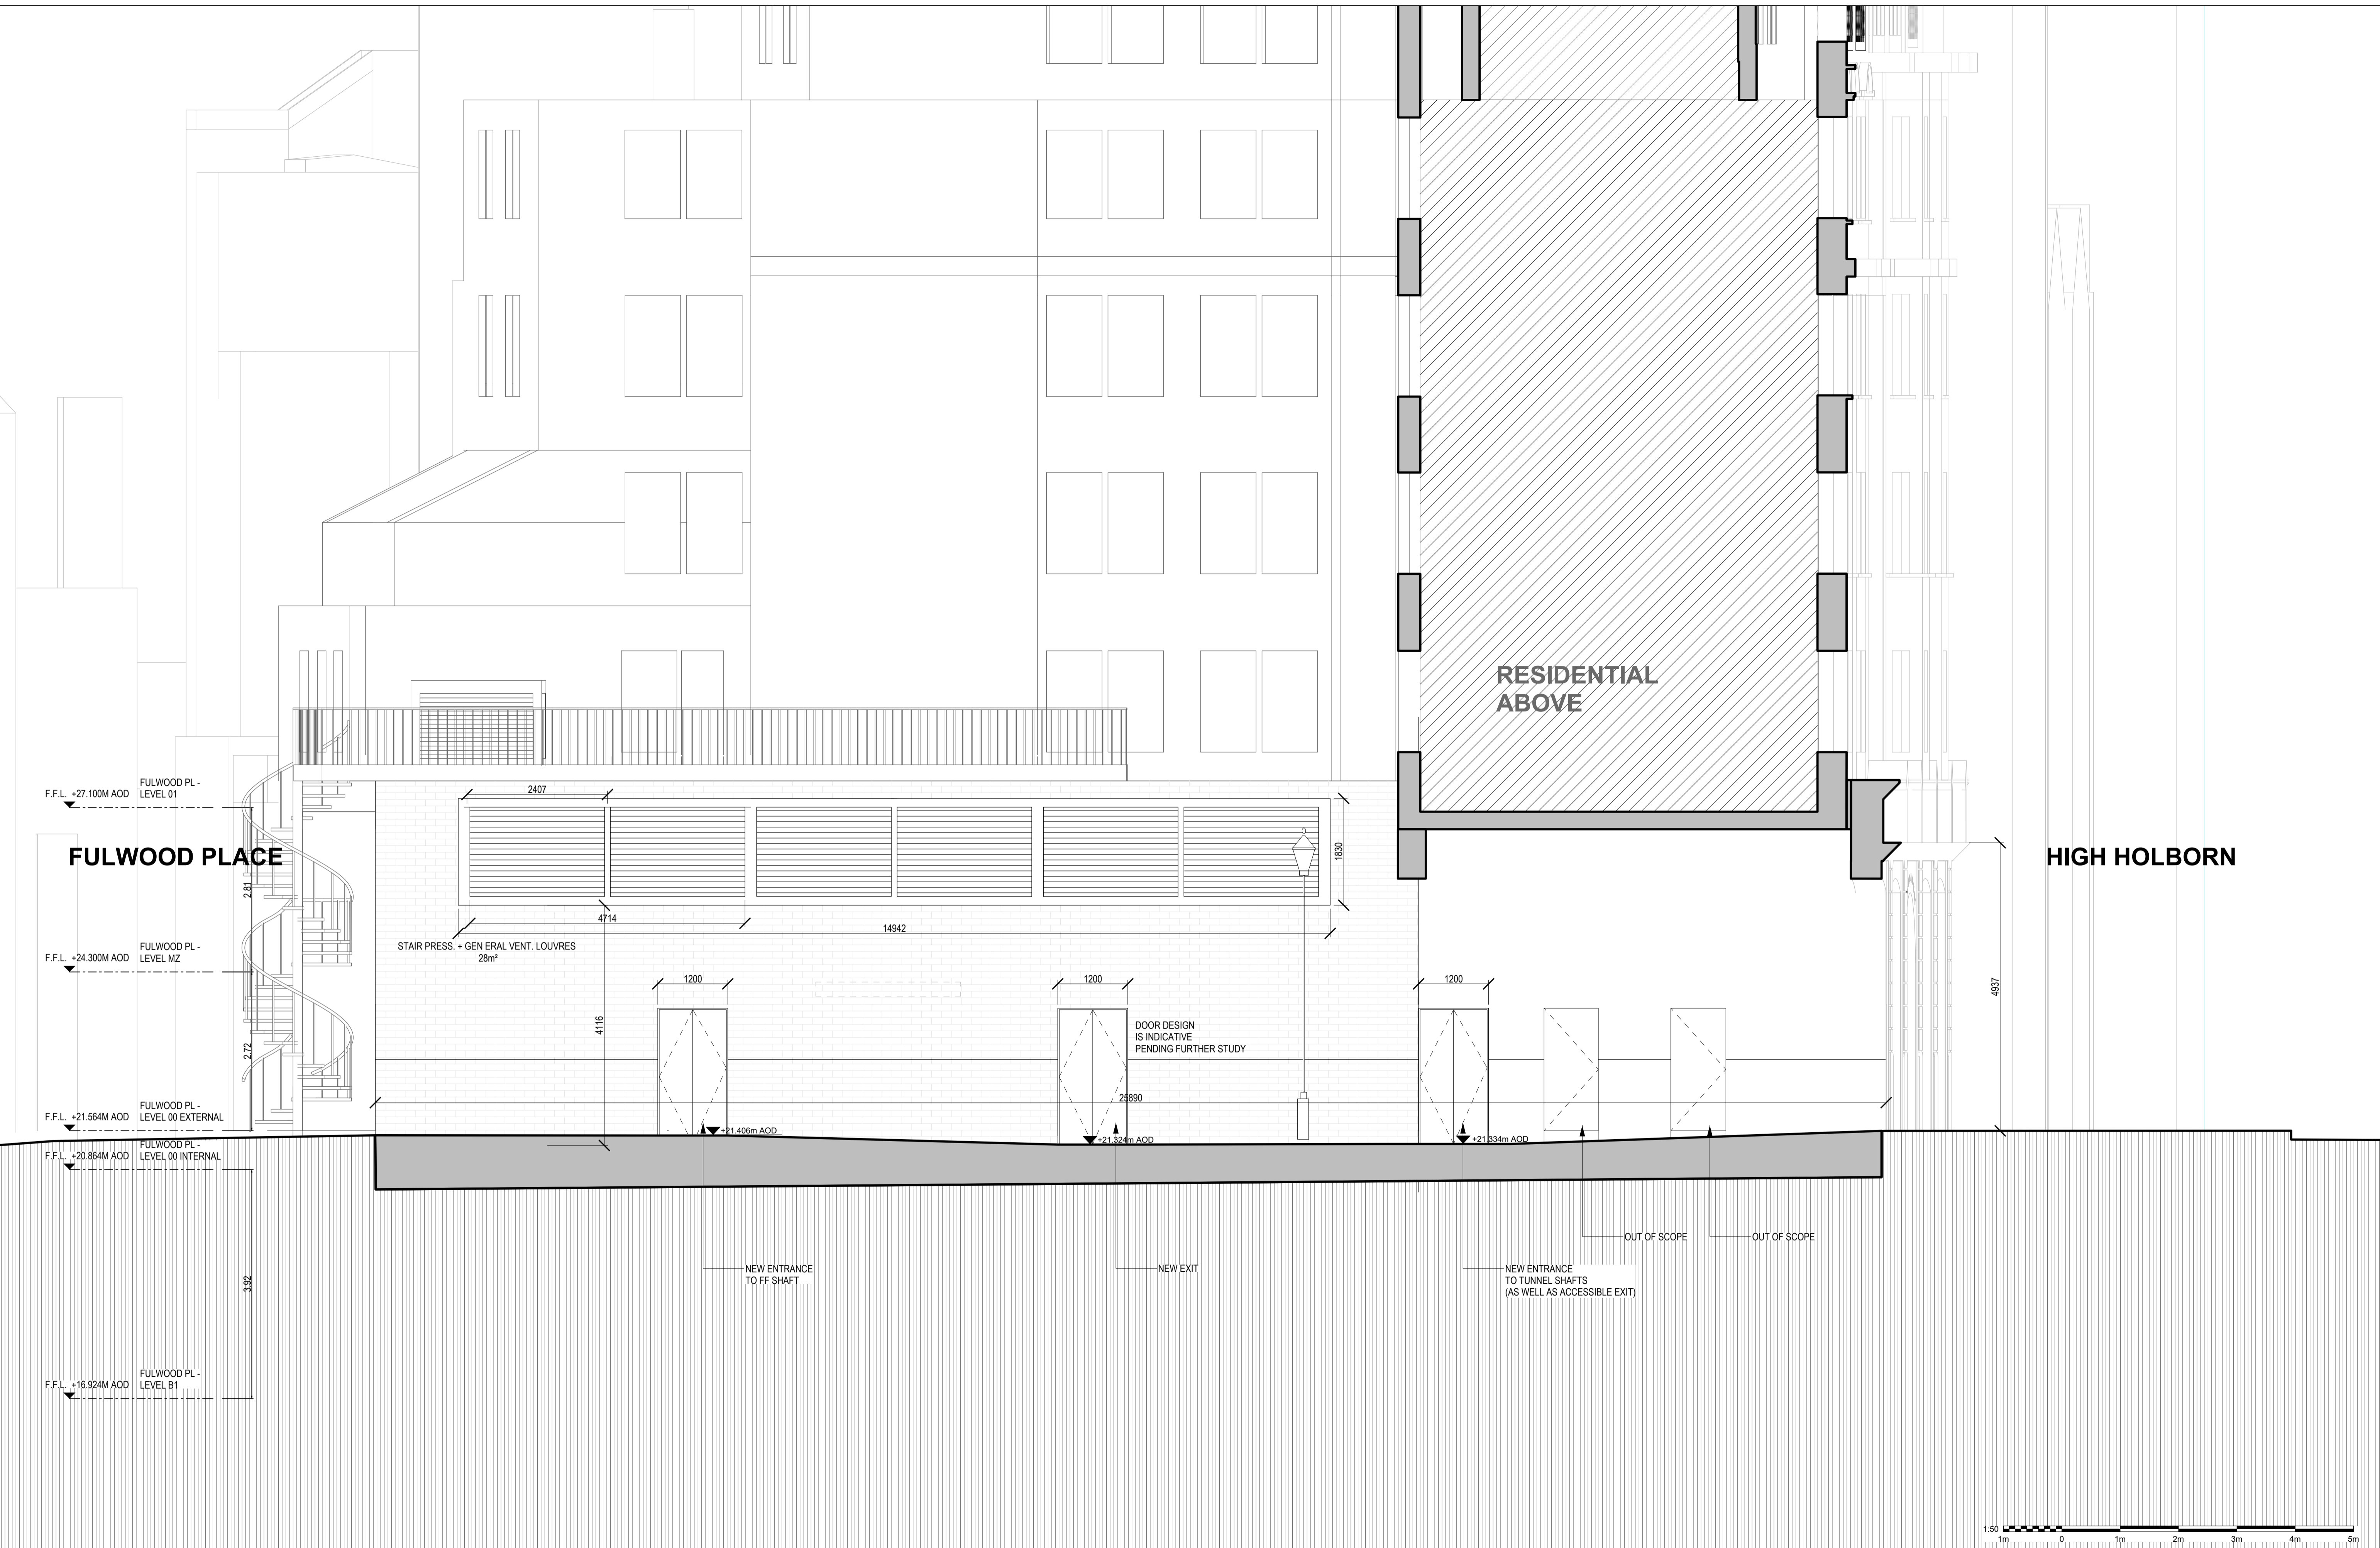 RESIDENTIAL
ABOVE
FULWOOD PL -
F.F.L. +27.100M AOD LEVEL 01
2407
1830
FULWOOD PLACE
HIGH HOLBORN
2.81
4714
14942
STAIR PRESS. + GEN ERAL VENT. LOUVRES
28m²
FULWOOD PL -
F.F.L. +24.300M AOD LEVEL MZ
1200
1200
1200
4937
4116
DOOR DESIGN
IS INDICATIVE
PENDING FURTHER STUDY
2.72
25890
FULWOOD PL -
F.F.L. +21.564M AOD LEVEL 00 EXTERNAL
+21.406m AOD
+21.324m AOD
+21.334m AOD
FULWOOD PL -
F.F.L. +20.864M AOD LEVEL 00 INTERNAL
OUT OF SCOPE
OUT OF SCOPE
NEW ENTRANCE
TO FF SHAFT
NEW EXIT
NEW ENTRANCE
TO TUNNEL SHAFTS
(AS WELL AS ACCESSIBLE EXIT)
3.92
FULWOOD PL -
F.F.L. +16.924M AOD LEVEL B1
1:50
1m 0 1m 2m 3m 4m 5m